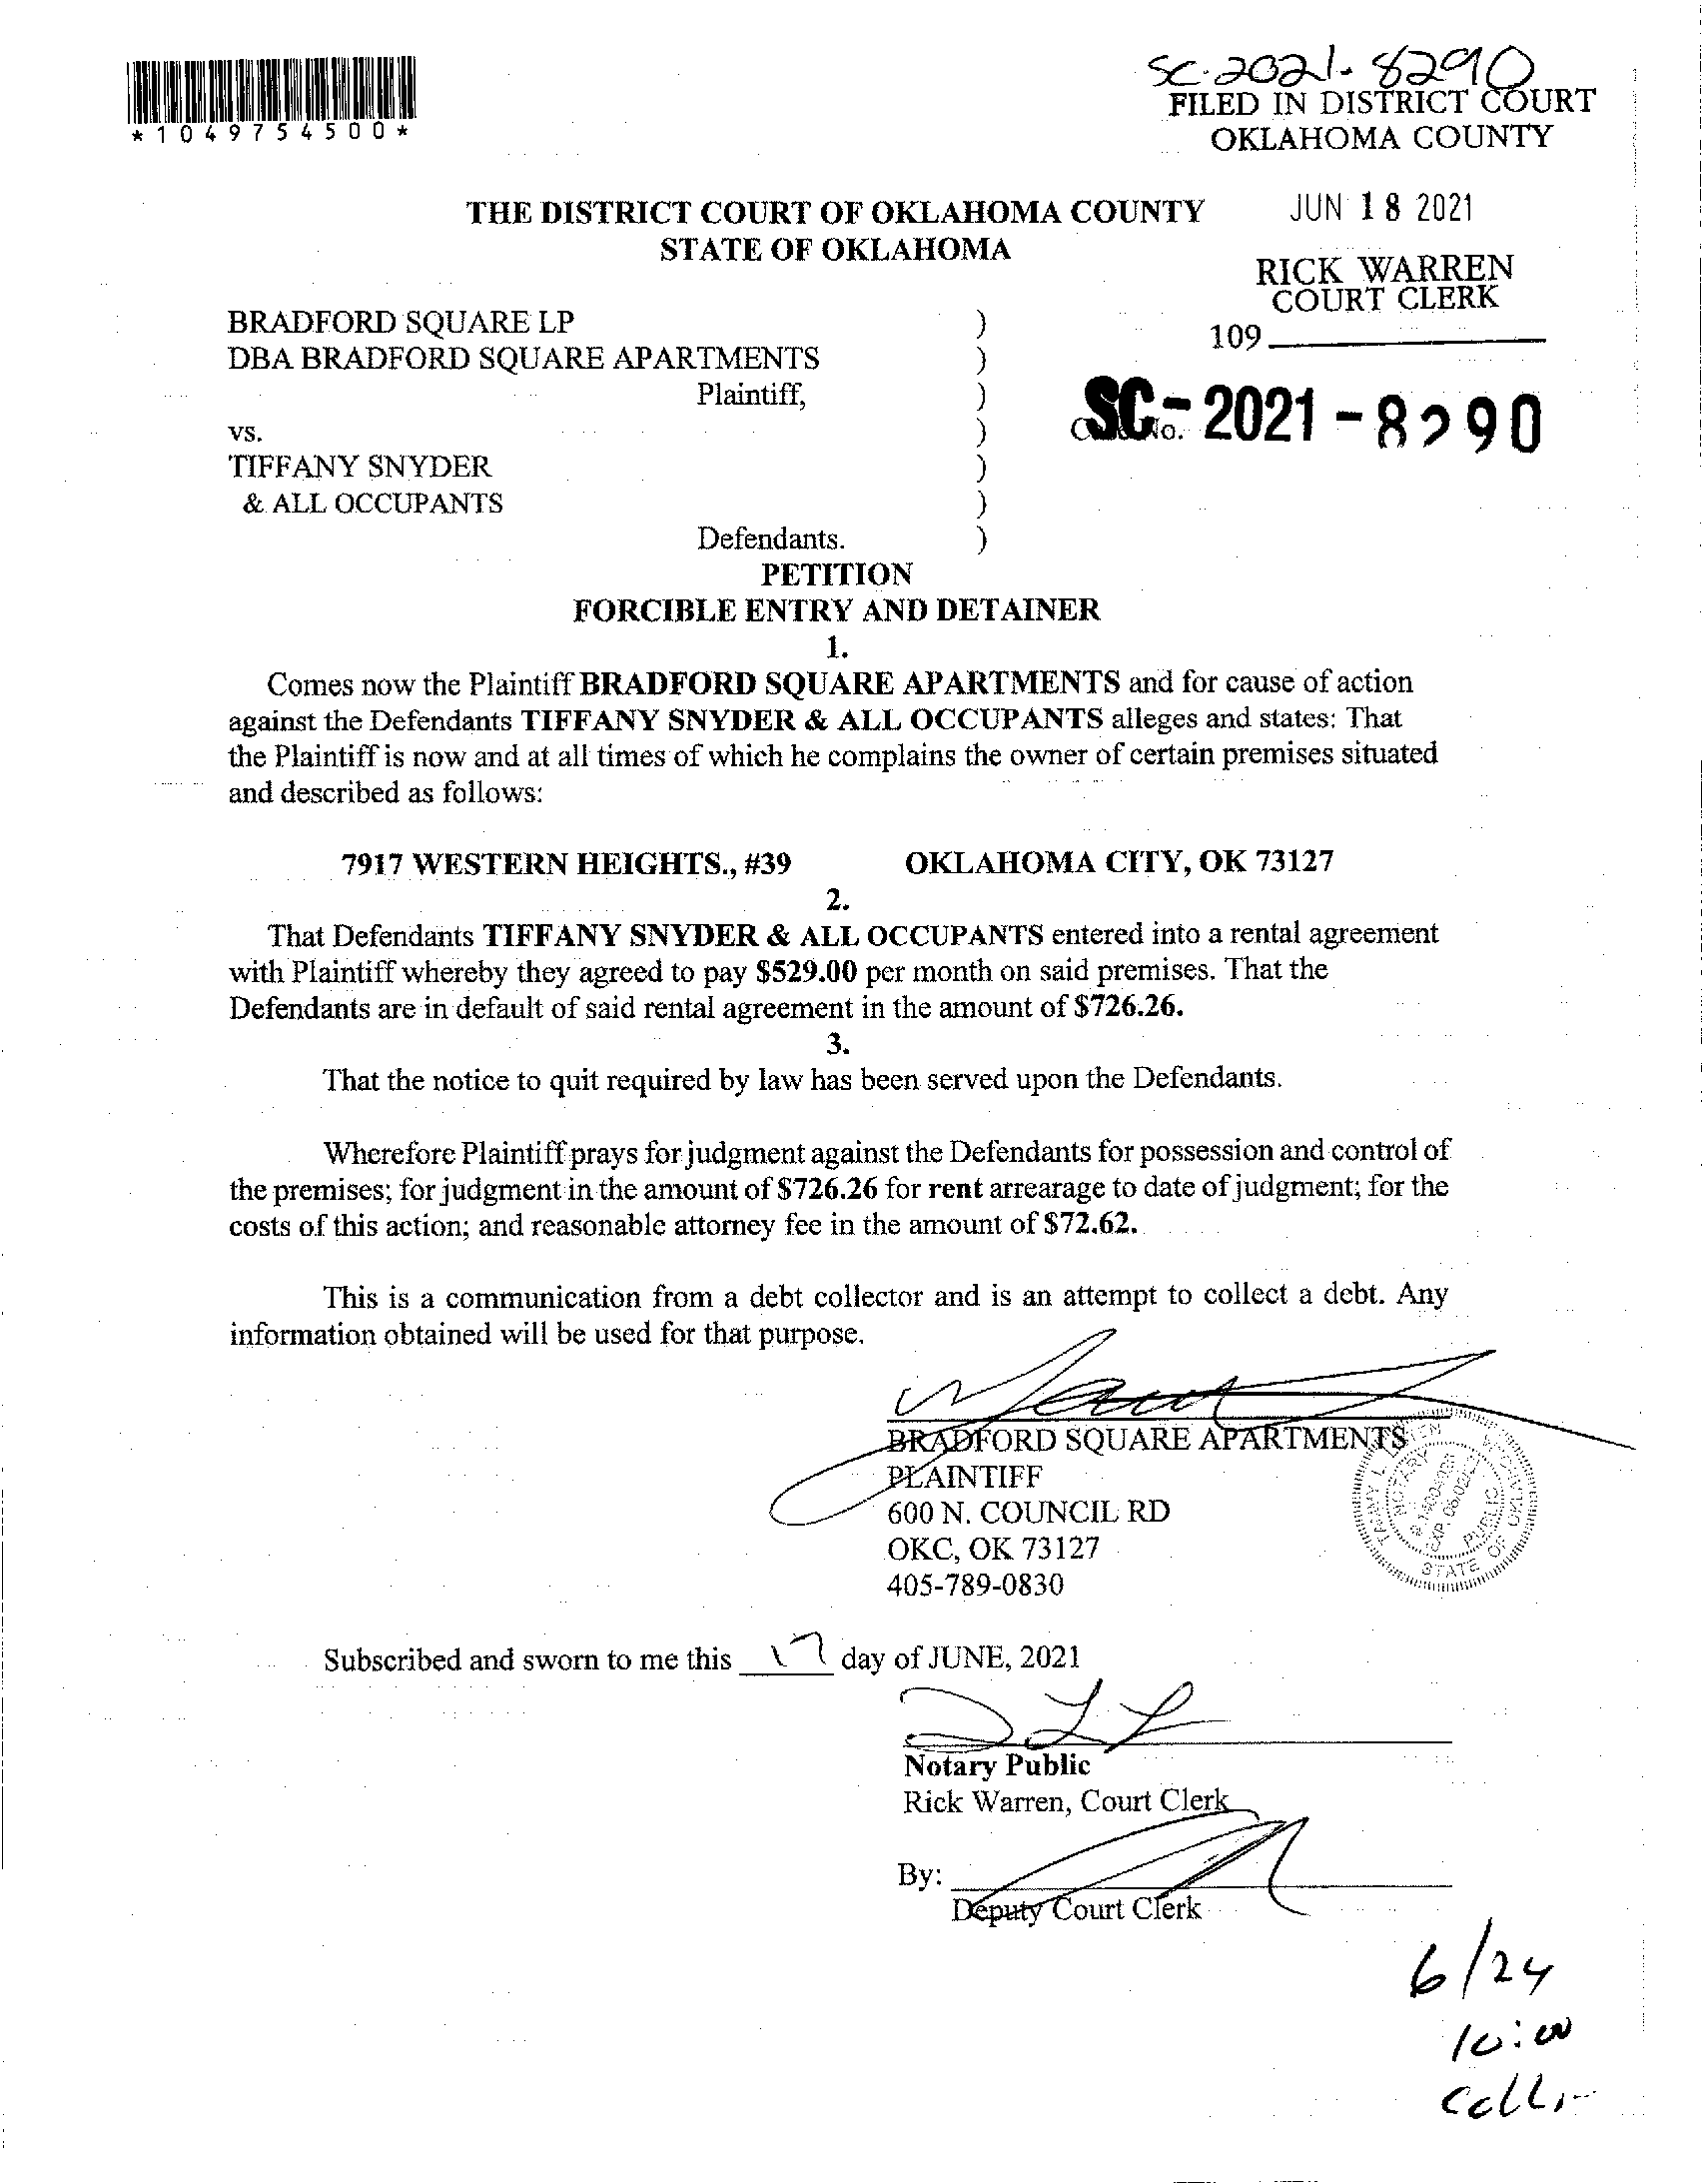 SC-2021-8290
*1049754500*
FILED IN DISTRICT COURT
OKLAHOMA COUNTY
JUN 18 2021
RICK WARREN
COURT CLERK
109
THE DISTRICT COURT OF OKLAHOMA COUNTY
STATE OF OKLAHOMA
BRADFORD SQUARE LP )
DBA BRADFORD SQUARE APARTMENTS )
Plaintiff, )
SC-2021-8290
No.
vs. )
TIFFANY SNYDER )
& ALL OCCUPANTS )
Defendants. )
PETITION
FORCIBLE ENTRY AND DETAINER
1.
Comes now the Plaintiff BRADFORD SQUARE APARTMENTS and for cause of action
against the Defendants TIFFANY SNYDER & ALL OCCUPANTS alleges and states: That
the Plaintiff is now and at all times of which he complains the owner of certain premises situated
and described as follows:
7917 WESTERN HEIGHTS., #39 OKLAHOMA CITY, OK 73127
2.
That Defendants TIFFANY SNYDER & ALL OCCUPANTS entered into a rental agreement
with Plaintiff whereby they agreed to pay $529.00 per month on said premises. That the
Defendants are in default of said rental agreement in the amount of $726.26.
3.
That the notice to quit required by law has been served upon the Defendants.
Wherefore Plaintiff prays for judgment against the Defendants for possession and control of
the premises; for judgment in the amount of $726.26 for rent arrearage to date of judgment; for the
costs of this action; and reasonable attorney fee in the amount of $72.62.
This is a communication from a debt collector and is an attempt to collect a debt. Any
information obtained will be used for that purpose.
BRADFORD SQUARE APARTMENTS
PLAINTIFF
600 N. COUNCIL RD
OKC, OK 73127
405-789-0830
TAMMY L.
NOTARY
PUBLIC
STATE OF OKLAHOMA
Subscribed and sworn to me this 17 day of JUNE, 2021
Notary Public
Rick Warren, Court Clerk
By:
Deputy Court Clerk
6/24
10:00